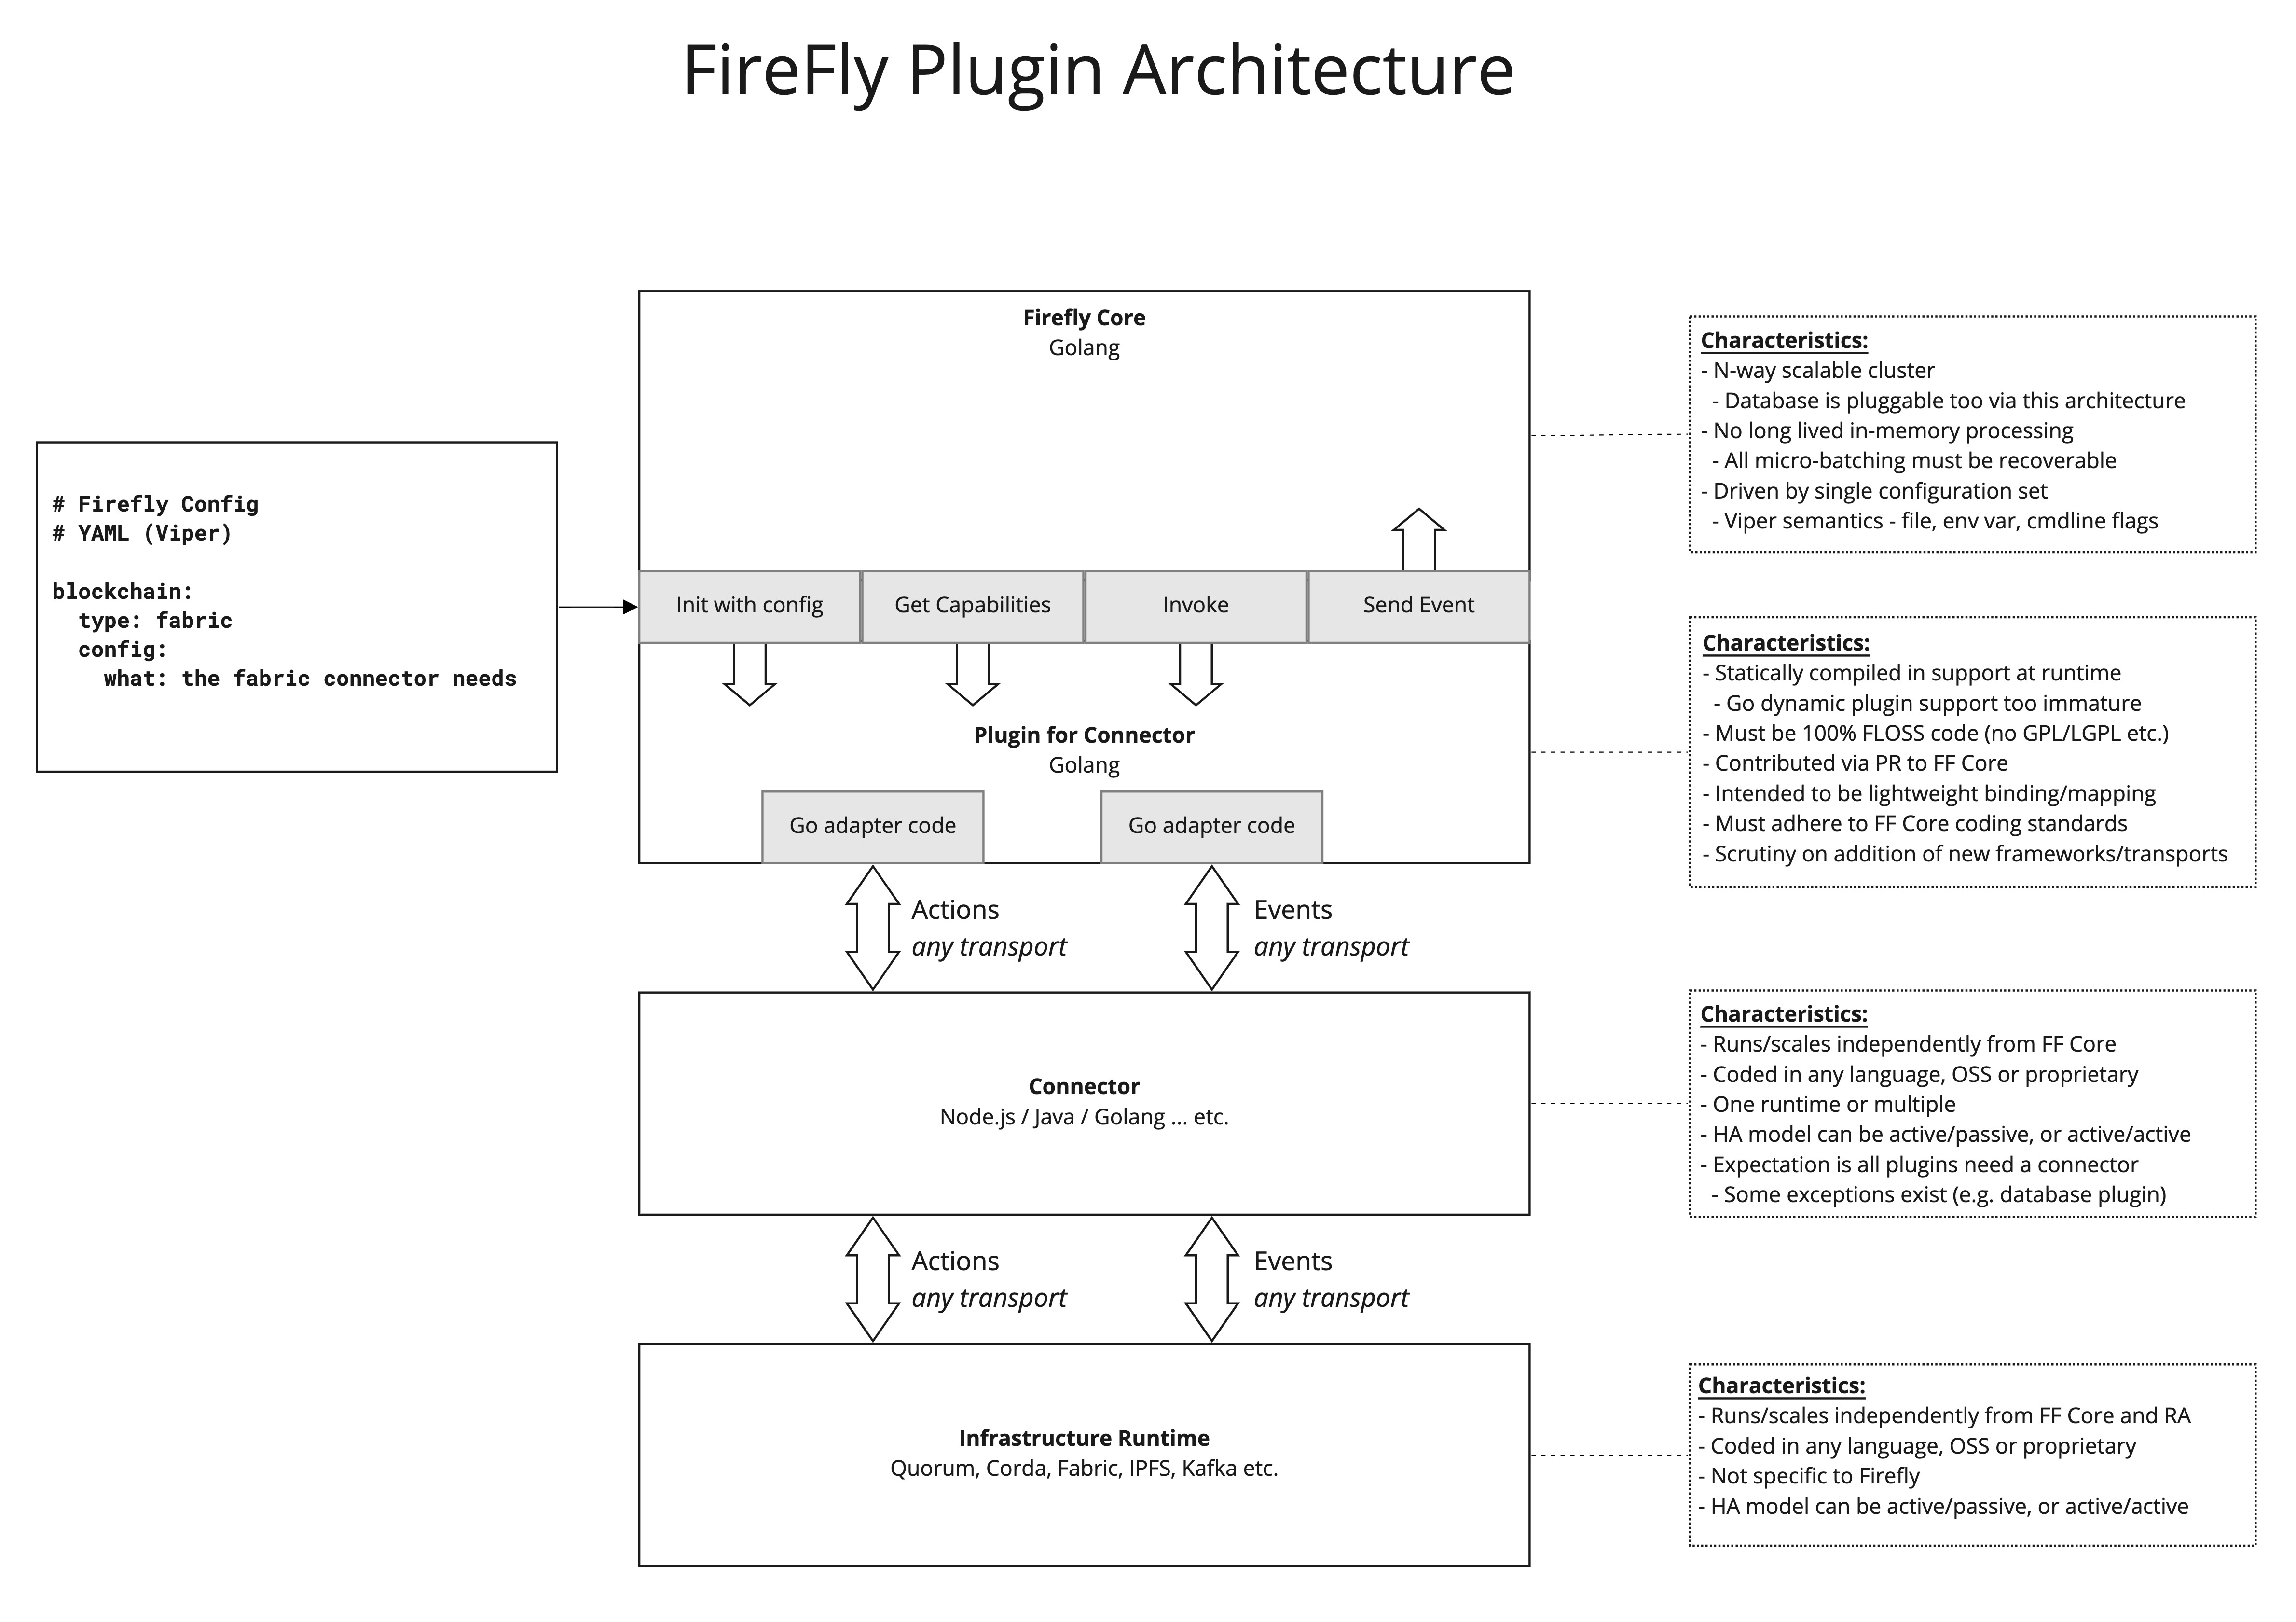 FireFly Plugin Architecture
Firefly Core
Golang
# Firefly Config
# YAML (Viper)
blockchain:
  type: fabric
  config:
    what: the fabric connector needs
Init with config
Get Capabilities
Invoke
Send Event
Plugin for Connector
Golang
Go adapter code
Go adapter code
Actions
any transport
Events
any transport
Connector
Node.js / Java / Golang ... etc.
Actions
any transport
Events
any transport
Infrastructure Runtime
Quorum, Corda, Fabric, IPFS, Kafka etc.
Characteristics:
- N-way scalable cluster
  - Database is pluggable too via this architecture
- No long lived in-memory processing
  - All micro-batching must be recoverable
- Driven by single configuration set
  - Viper semantics - file, env var, cmdline flags
Characteristics:
- Statically compiled in support at runtime
  - Go dynamic plugin support too immature
- Must be 100% FLOSS code (no GPL/LGPL etc.)
- Contributed via PR to FF Core
- Intended to be lightweight binding/mapping
- Must adhere to FF Core coding standards
- Scrutiny on addition of new frameworks/transports
Characteristics:
- Runs/scales independently from FF Core
- Coded in any language, OSS or proprietary
- One runtime or multiple
- HA model can be active/passive, or active/active
- Expectation is all plugins need a connector
  - Some exceptions exist (e.g. database plugin)
Characteristics:
- Runs/scales independently from FF Core and RA
- Coded in any language, OSS or proprietary
- Not specific to Firefly
- HA model can be active/passive, or active/active